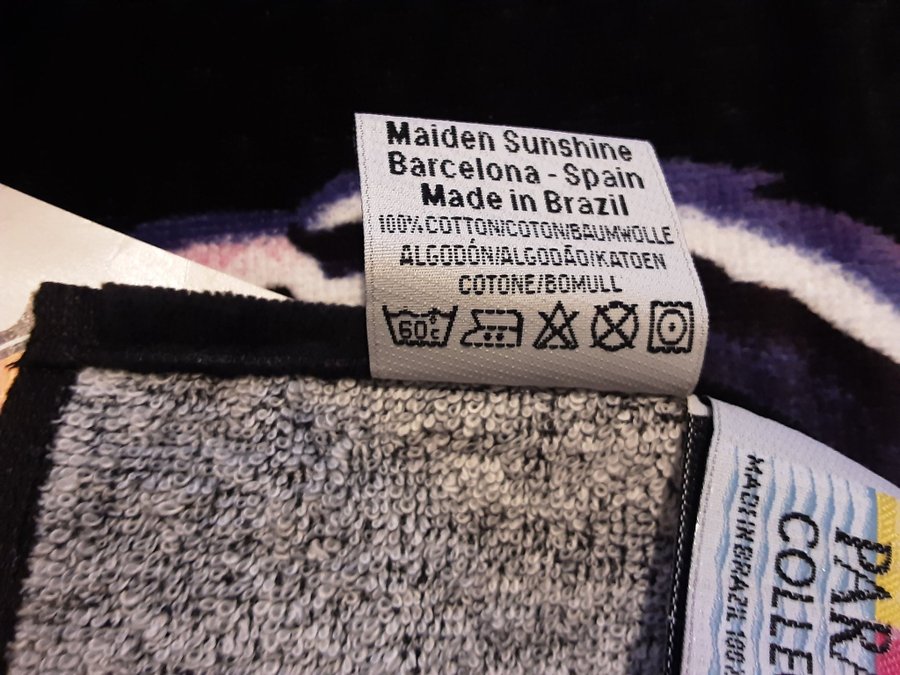 Maiden Sunshine
Barcelona - Spain
Made in Brazil
100% COTTON/COTON/BAUMWOLLE
ALGODÓN/ALGODÃO/KATOEN
COTONE/BOMULL
60°C
COLLE
MADE IN BRAZIL 100%